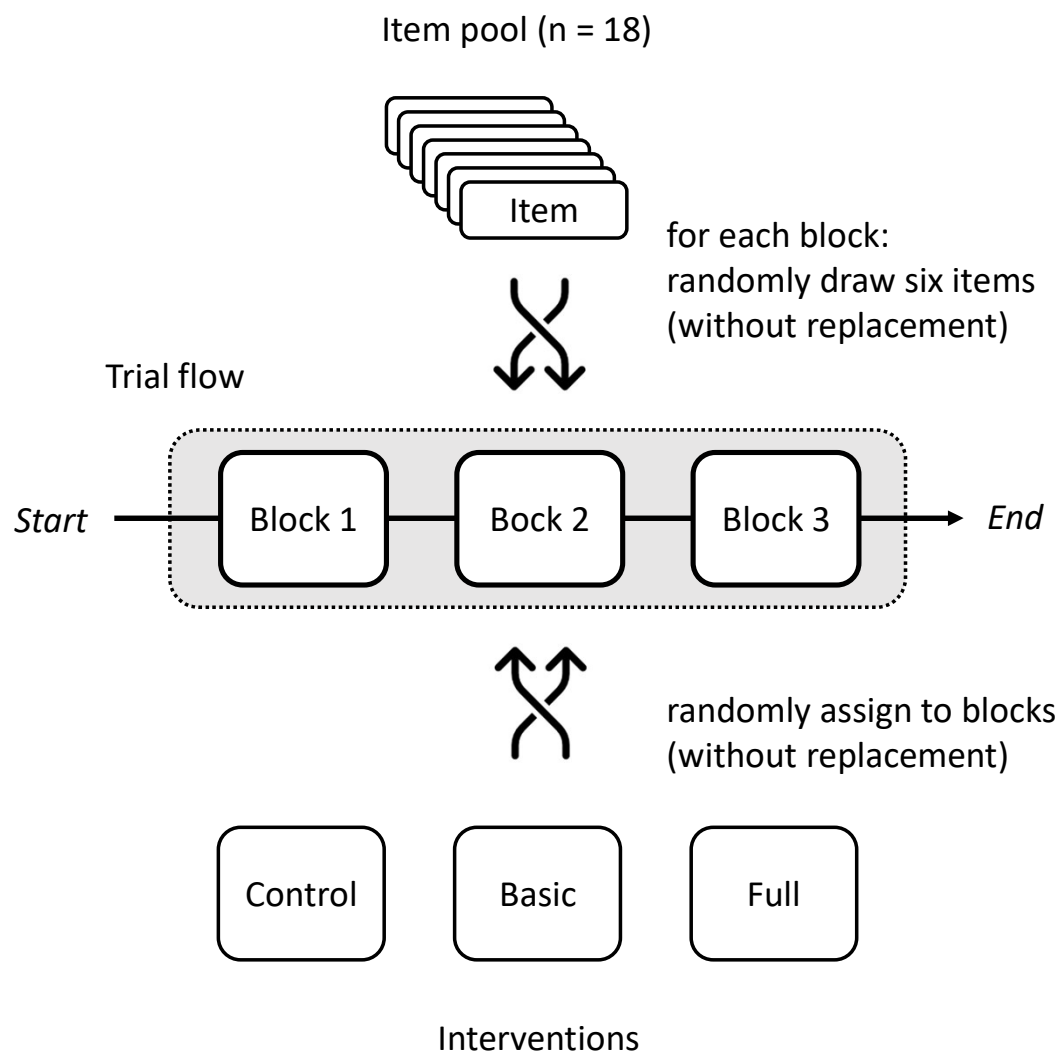 Item pool (n = 18)
Item
for each block:
randomly draw six items
(without replacement)
Trial flow
Start
Block 1
Bock 2
Block 3
End
randomly assign to blocks
(without replacement)
Control
Basic
Full
Interventions